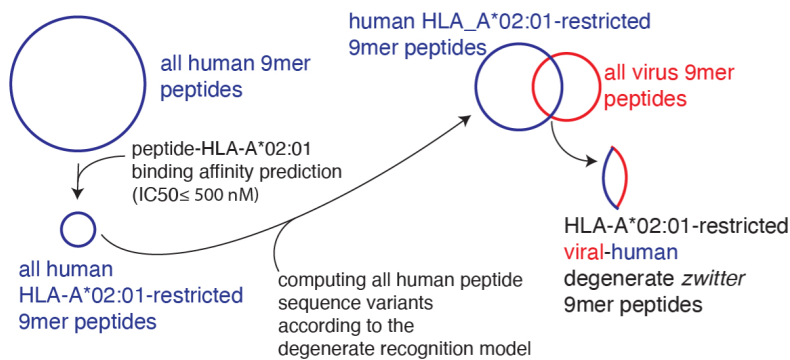 all human 9mer
peptides
peptide-HLA-A*02:01
binding affinity prediction
(IC50≤ 500 nM)
all human
HLA-A*02:01-restricted
9mer peptides
computing all human peptide
sequence variants
according to the
degenerate recognition model
human HLA_A*02:01-restricted
9mer peptides
all virus 9mer
peptides
HLA-A*02:01-restricted
viral-human
degenerate zwitter
9mer peptides